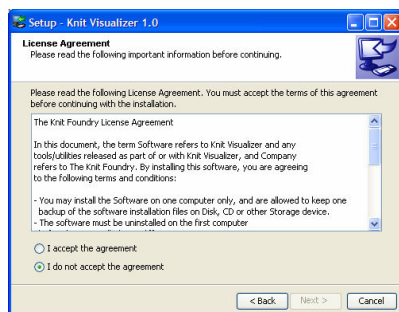 Setup - Knit Visualizer 1.0
License Agreement
Please read the following important information before continuing.
Please read the following License Agreement. You must accept the terms of this agreement
before continuing with the installation.
The Knit Foundry License Agreement
In this document, the term Software refers to Knit Visualizer and any
tools/utilities released as part of or with Knit Visualizer, and Company
refers to The Knit Foundry. By installing this software, you are agreeing
to the following terms and conditions:
- You may install the Software on one computer only, and are allowed to keep one
backup of the software installation files on Disk, CD or other Storage device.
- The software must be uninstalled on the first computer
I accept the agreement
I do not accept the agreement
< Back
Next >
Cancel